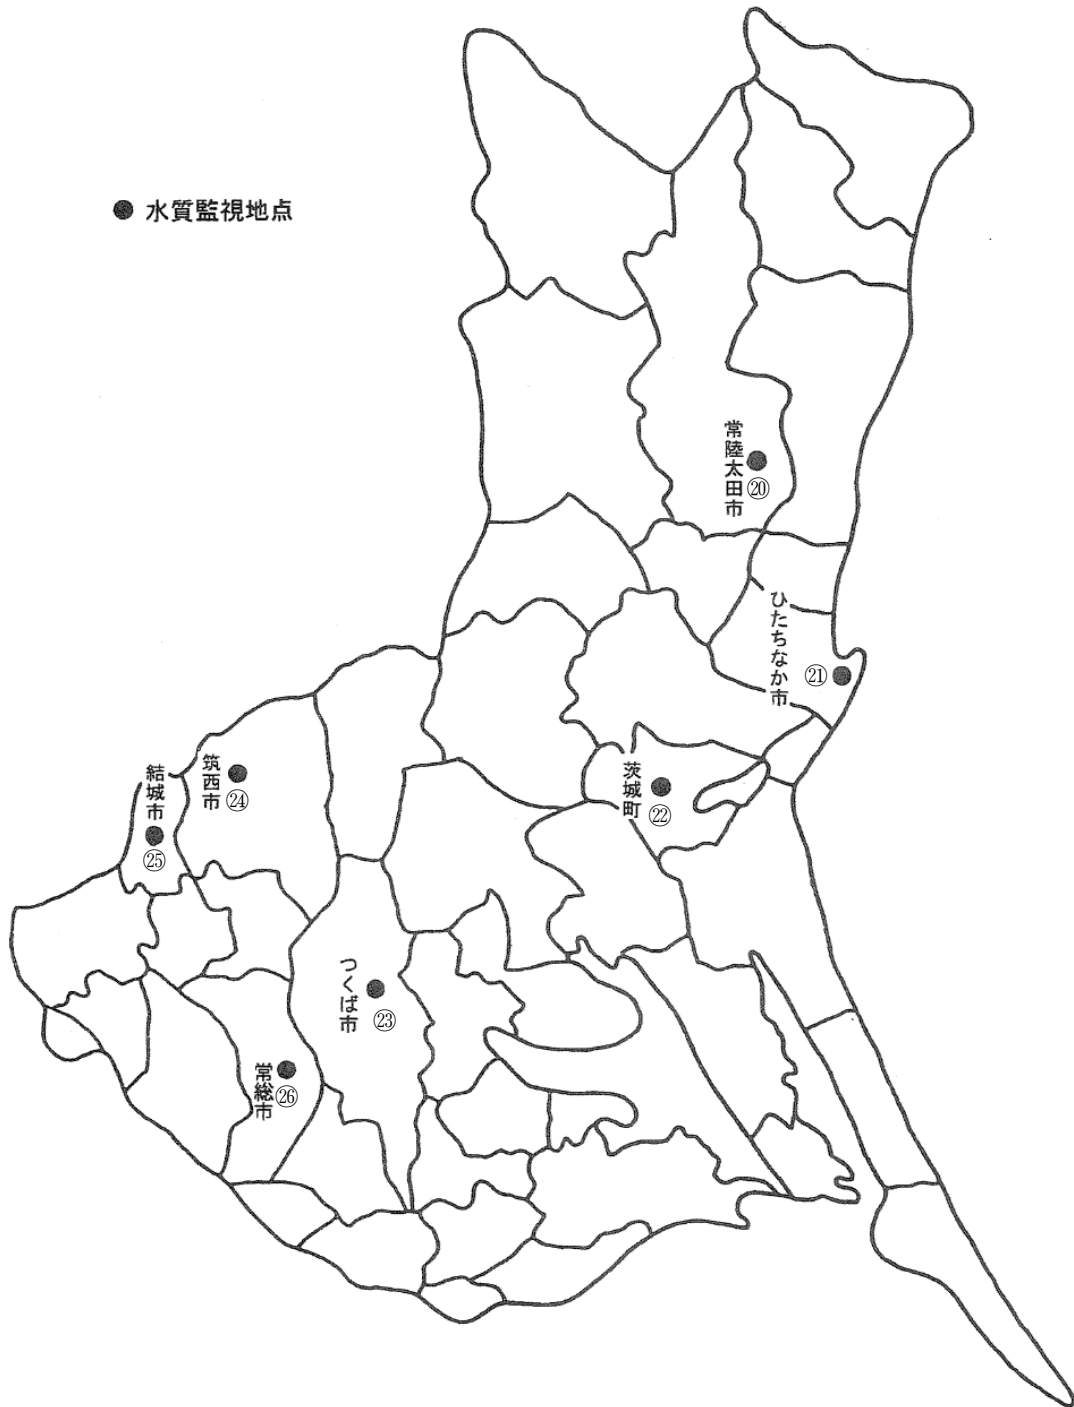 ● 水質監視地点
常陸太田市
⑳
ひたちなか市
㉑
茨城町
㉒
筑西市
㉔
結城市
㉕
つくば市
㉓
常総市
㉖